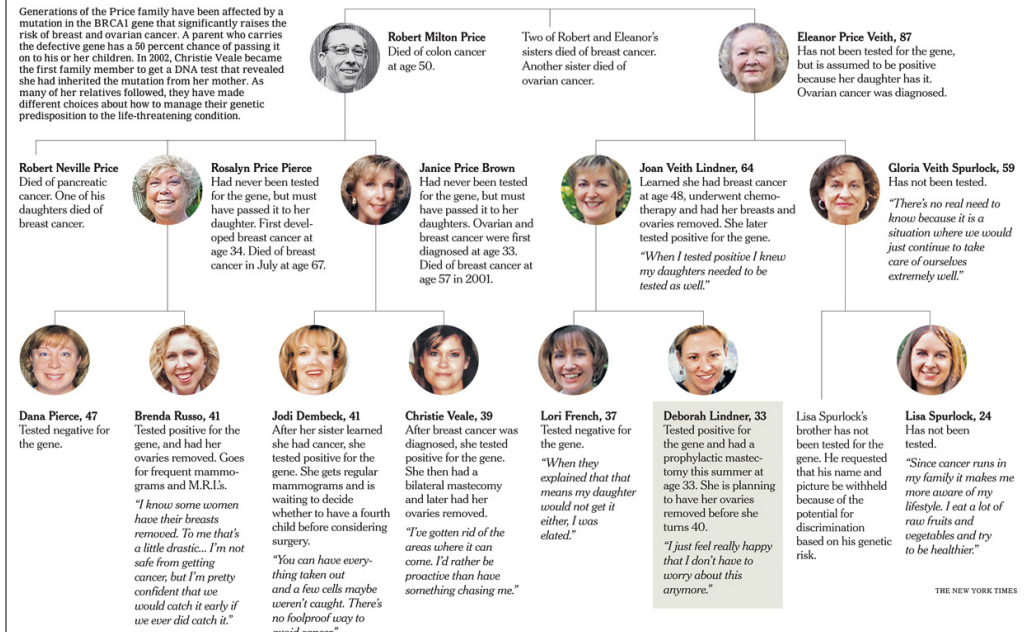 Generations of the Price family have been affected by a
mutation in the BRCA1 gene that significantly raises the
risk of breast and ovarian cancer. A parent who carries
the defective gene has a 50 percent chance of passing it
on to his or her children. In 2002, Christie Veale became
the first family member to get a DNA test that revealed
she had inherited the mutation from her mother. As
many of her relatives followed, they have made
different choices about how to manage their genetic
predisposition to the life-threatening condition.
Robert Milton Price
Died of colon cancer
at age 50.
Two of Robert and Eleanor's
sisters died of breast cancer.
Another sister died of
ovarian cancer.
Eleanor Price Veith, 87
Has not been tested for the gene,
but is assumed to be positive
because her daughter has it.
Ovarian cancer was diagnosed.
Robert Neville Price
Died of pancreatic
cancer. One of his
daughters died of
breast cancer.
Rosalyn Price Pierce
Had never been tested
for the gene, but must
have passed it to her
daughter. First devel-
oped breast cancer at
age 34. Died of breast
cancer in July at age 67.
Janice Price Brown
Had never been tested
for the gene, but must
have passed it to her
daughters. Ovarian and
breast cancer were first
diagnosed at age 33.
Died of breast cancer at
age 57 in 2001.
Joan Veith Lindner, 64
Learned she had breast cancer
at age 48, underwent chemo-
therapy and had her breasts and
ovaries removed. She later
tested positive for the gene.
"When I tested positive I knew
my daughters needed to be
tested as well."
Gloria Veith Spurlock, 59
Has not been tested.
"There's no real need to
know because it is a
situation where we would
just continue to take
care of ourselves
extremely well."
Dana Pierce, 47
Tested negative for
the gene.
Brenda Russo, 41
Tested positive for the
gene, and had her
ovaries removed. Goes
for frequent mammo-
grams and M.R.I.'s.
"I know some women
have their breasts
removed. To me that's
a little drastic... I'm not
safe from getting
cancer, but I'm pretty
confident that we
would catch it early if
we ever did catch it."
Jodi Dembeck, 41
After her sister learned
she had cancer, she
tested positive for the
gene. She gets regular
mammograms and is
waiting to decide
whether to have a fourth
child before considering
surgery.
"You can have every-
thing taken out
and a few cells maybe
weren't caught. There's
no foolproof way to
avoid cancer."
Christie Veale, 39
After breast cancer was
diagnosed, she tested
positive for the gene.
She then had a
bilateral mastecomy
and later had her
ovaries removed.
"I've gotten rid of the
areas where it can
come. I'd rather be
proactive than have
something chasing me."
Lori French, 37
Tested negative for
the gene.
"When they
explained that that
means my daughter
would not get it
either, I was
elated."
Deborah Lindner, 33
Tested positive for
the gene and had a
prophylactic mastec-
tomy this summer at
age 33. She is planning
to have her ovaries
removed before she
turns 40.
"I just feel really happy
that I don't have to
worry about this
anymore."
Lisa Spurlock's
brother has not
been tested for the
gene. He requested
that his name and
picture be withheld
because of the
potential for
discrimination
based on his genetic
risk.
Lisa Spurlock, 24
Has not been
tested.
"Since cancer runs in
my family it makes me
more aware of my
lifestyle. I eat a lot of
raw fruits and
vegetables and try
to be healthier."
THE NEW YORK TIMES